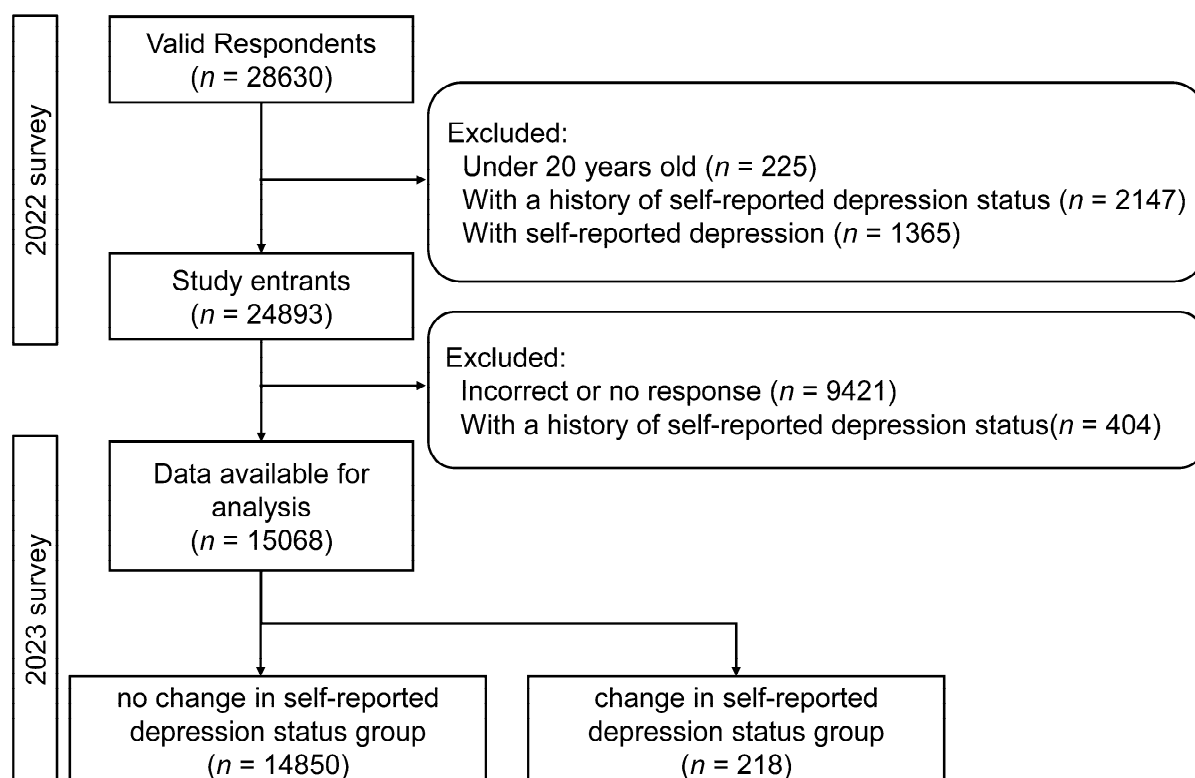 2022 survey
Valid Respondents
(n = 28630)
Excluded:
Under 20 years old (n = 225)
With a history of self-reported depression status (n = 2147)
With self-reported depression (n = 1365)
Study entrants
(n = 24893)
Excluded:
Incorrect or no response (n = 9421)
With a history of self-reported depression status(n = 404)
2023 survey
Data available for
analysis
(n = 15068)
no change in self-reported
depression status group
(n = 14850)
change in self-reported
depression status group
(n = 218)